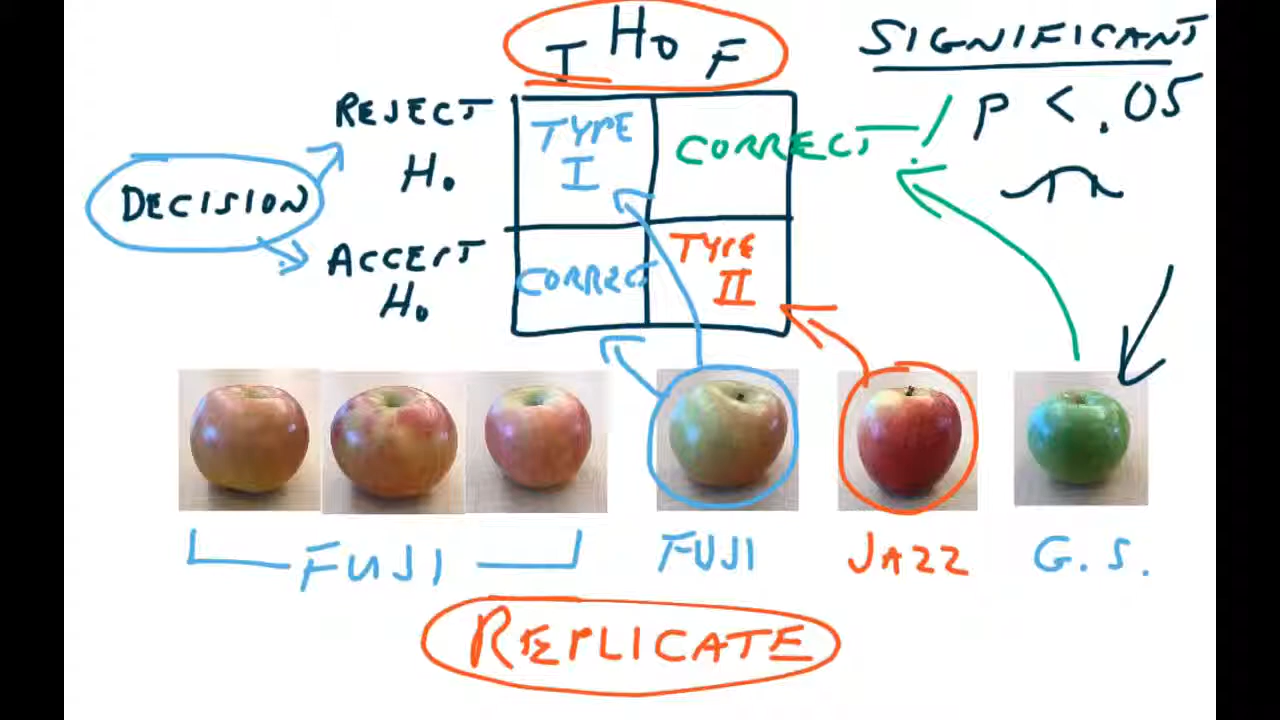 T H0 F
SIGNIFICANT
P < .05
REJECT
H0
DECISION
ACCEPT
H0
TYPE
I
CORRECT
CORRECT
TYPE
II
FUJI
FUJI
JAZZ
G.S.
REPLICATE